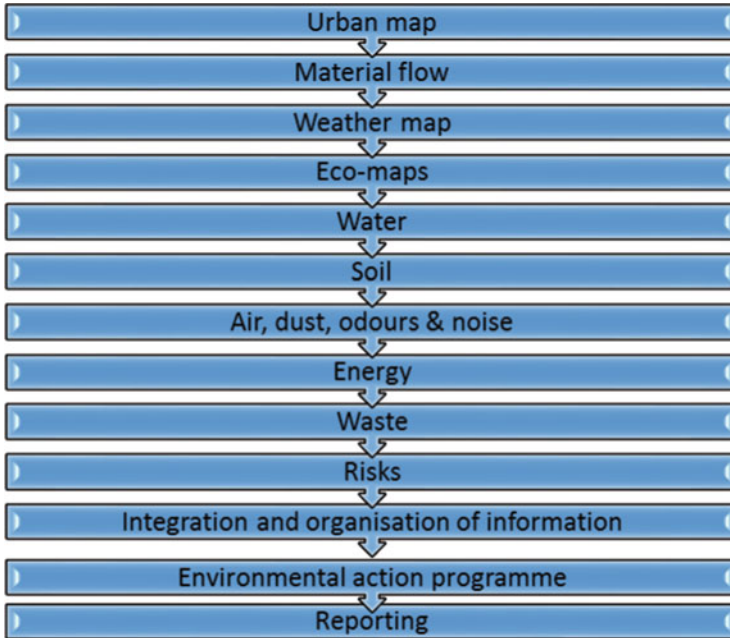 Urban map
Material flow
Weather map
Eco-maps
Water
Soil
Air, dust, odours & noise
Energy
Waste
Risks
Integration and organisation of information
Environmental action programme
Reporting